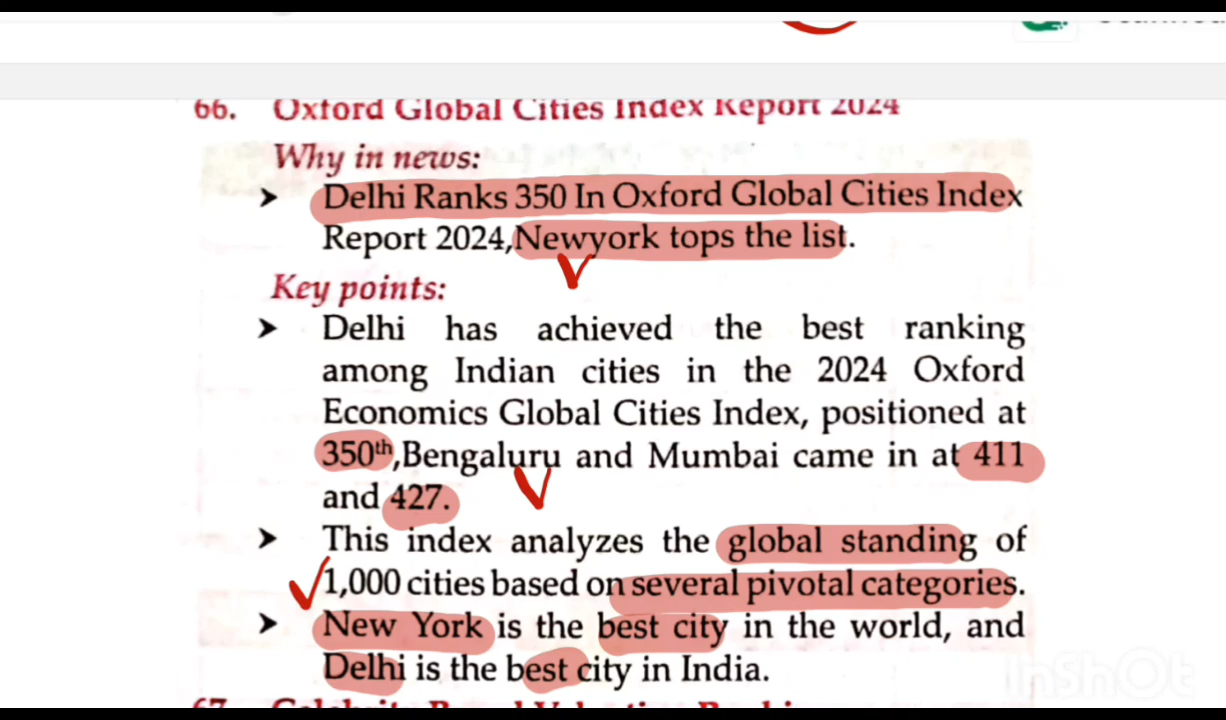 66. Oxford Global Cities Index Report 2024
Why in news:
➤ Delhi Ranks 350 In Oxford Global Cities Index
Report 2024,Newyork tops the list.
Key points:
➤ Delhi has achieved the best ranking
among Indian cities in the 2024 Oxford
Economics Global Cities Index, positioned at
350th,Bengaluru and Mumbai came in at 411
and 427.
➤ This index analyzes the global standing of
1,000 cities based on several pivotal categories.
➤ New York is the best city in the world, and
Delhi is the best city in India.
InShOt
67.